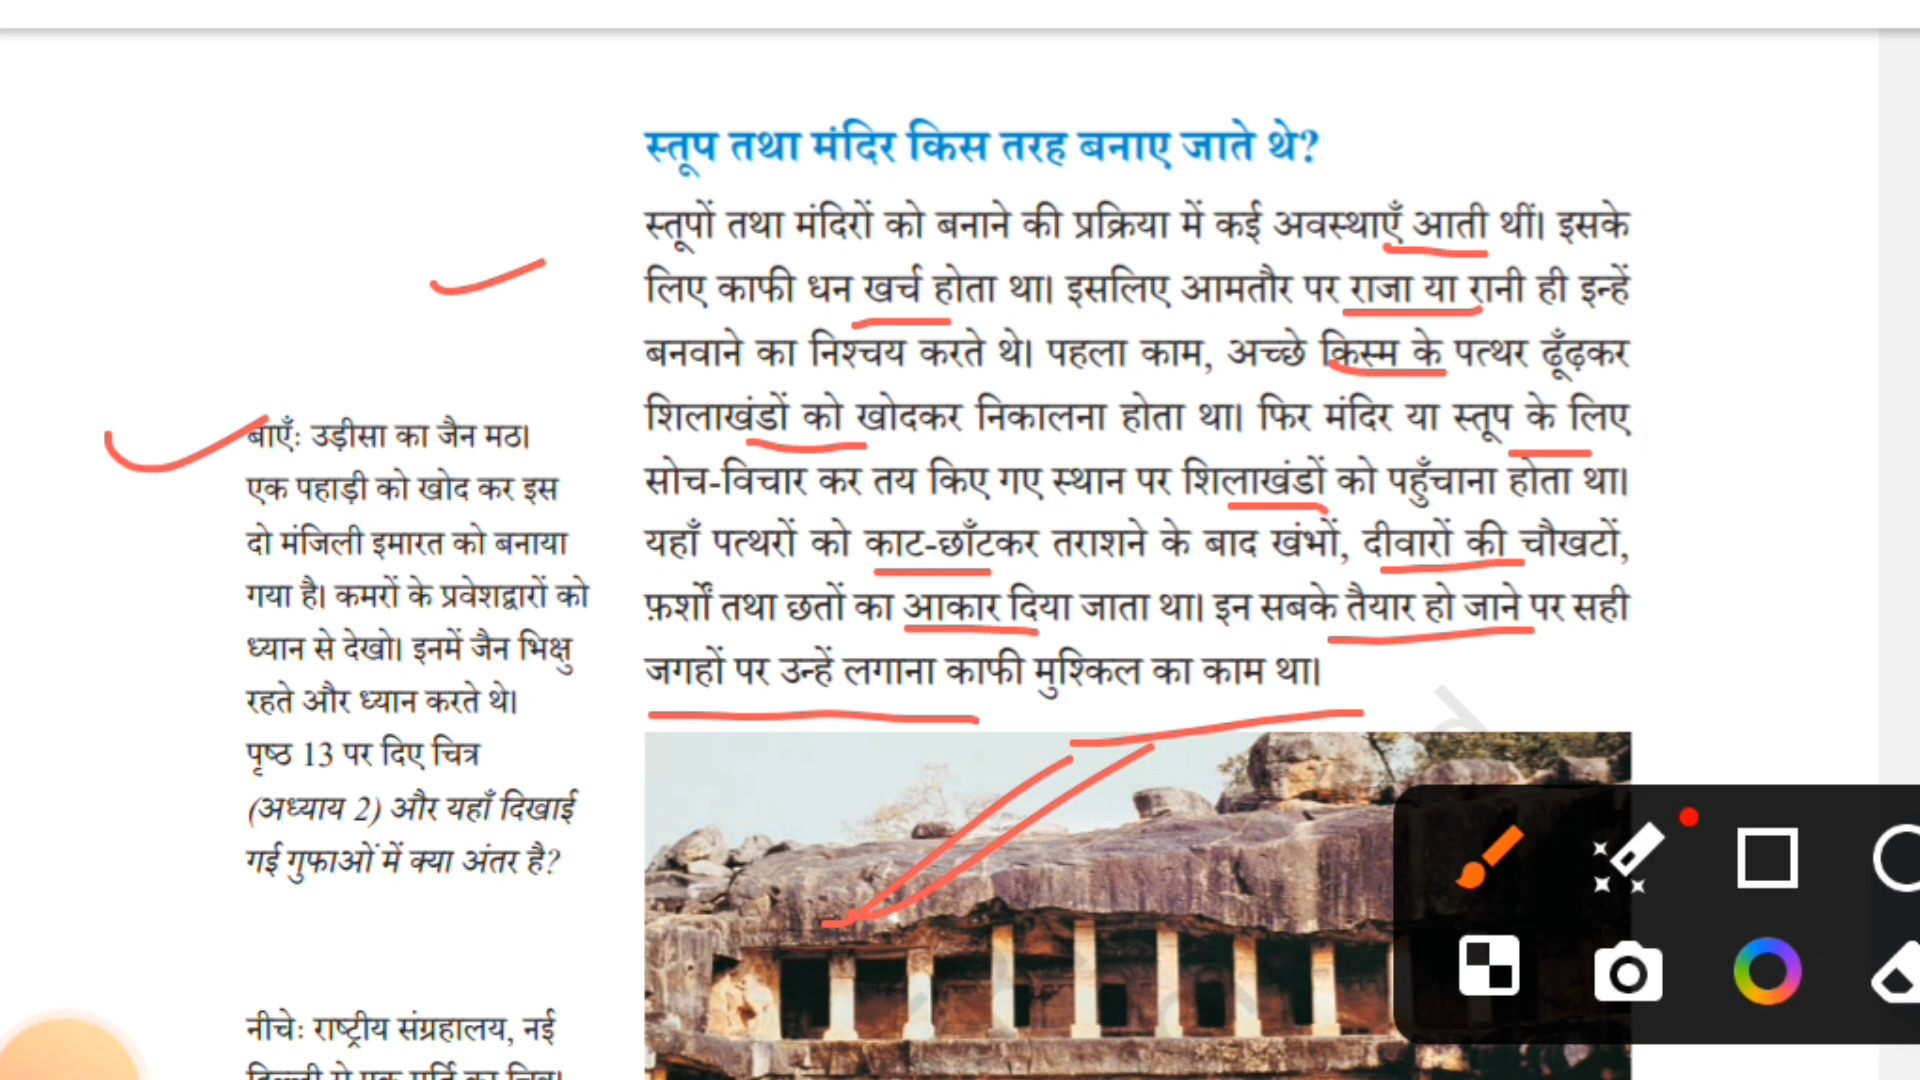 स्तूप तथा मंदिर किस तरह बनाए जाते थे?
स्तूपों तथा मंदिरों को बनाने की प्रक्रिया में कई अवस्थाएँ आती थीं। इसके
लिए काफी धन खर्च होता था। इसलिए आमतौर पर राजा या रानी ही इन्हें
बनवाने का निश्चय करते थे। पहला काम, अच्छे किस्म के पत्थर ढूँढ़कर
शिलाखंडों को खोदकर निकालना होता था। फिर मंदिर या स्तूप के लिए
सोच-विचार कर तय किए गए स्थान पर शिलाखंडों को पहुँचाना होता था।
यहाँ पत्थरों को काट-छाँटकर तराशने के बाद खंभों, दीवारों की चौखटों,
फ़र्शों तथा छतों का आकार दिया जाता था। इन सबके तैयार हो जाने पर सही
जगहों पर उन्हें लगाना काफी मुश्किल का काम था।
बाएँः उड़ीसा का जैन मठ।
एक पहाड़ी को खोद कर इस
दो मंजिली इमारत को बनाया
गया है। कमरों के प्रवेशद्वारों को
ध्यान से देखो। इनमें जैन भिक्षु
रहते और ध्यान करते थे।
पृष्ठ 13 पर दिए चित्र
(अध्याय 2) और यहाँ दिखाई
गई गुफाओं में क्या अंतर है?
नीचेः राष्ट्रीय संग्रहालय, नई